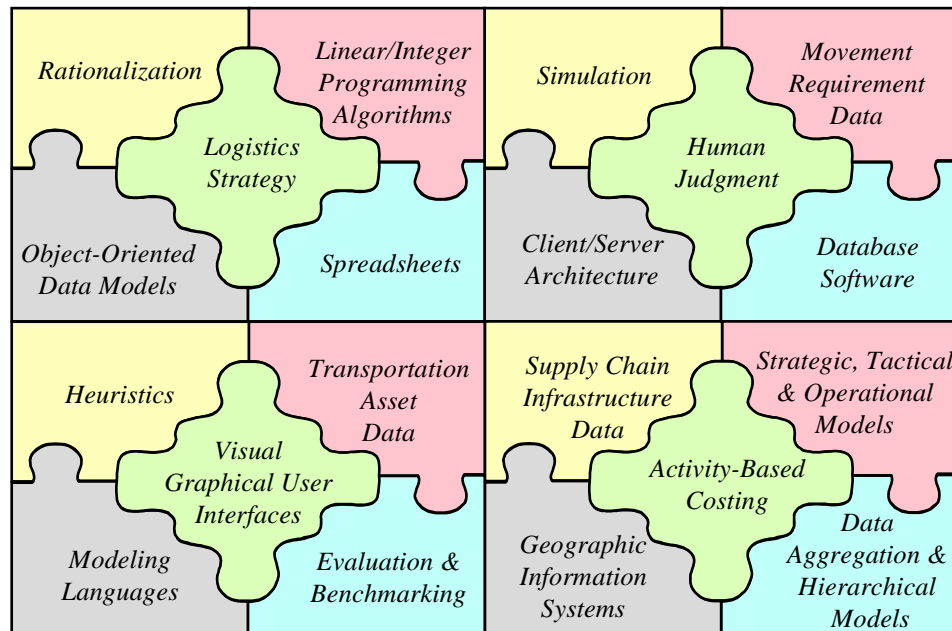 Rationalization
Linear/Integer
Programming
Algorithms
Logistics
Strategy
Object-Oriented
Data Models
Spreadsheets
Simulation
Movement
Requirement
Data
Human
Judgment
Client/Server
Architecture
Database
Software
Heuristics
Transportation
Asset
Data
Visual
Graphical User
Interfaces
Modeling
Languages
Evaluation &
Benchmarking
Supply Chain
Infrastructure
Data
Strategic, Tactical
& Operational
Models
Activity-Based
Costing
Geographic
Information
Systems
Data
Aggregation &
Hierarchical
Models